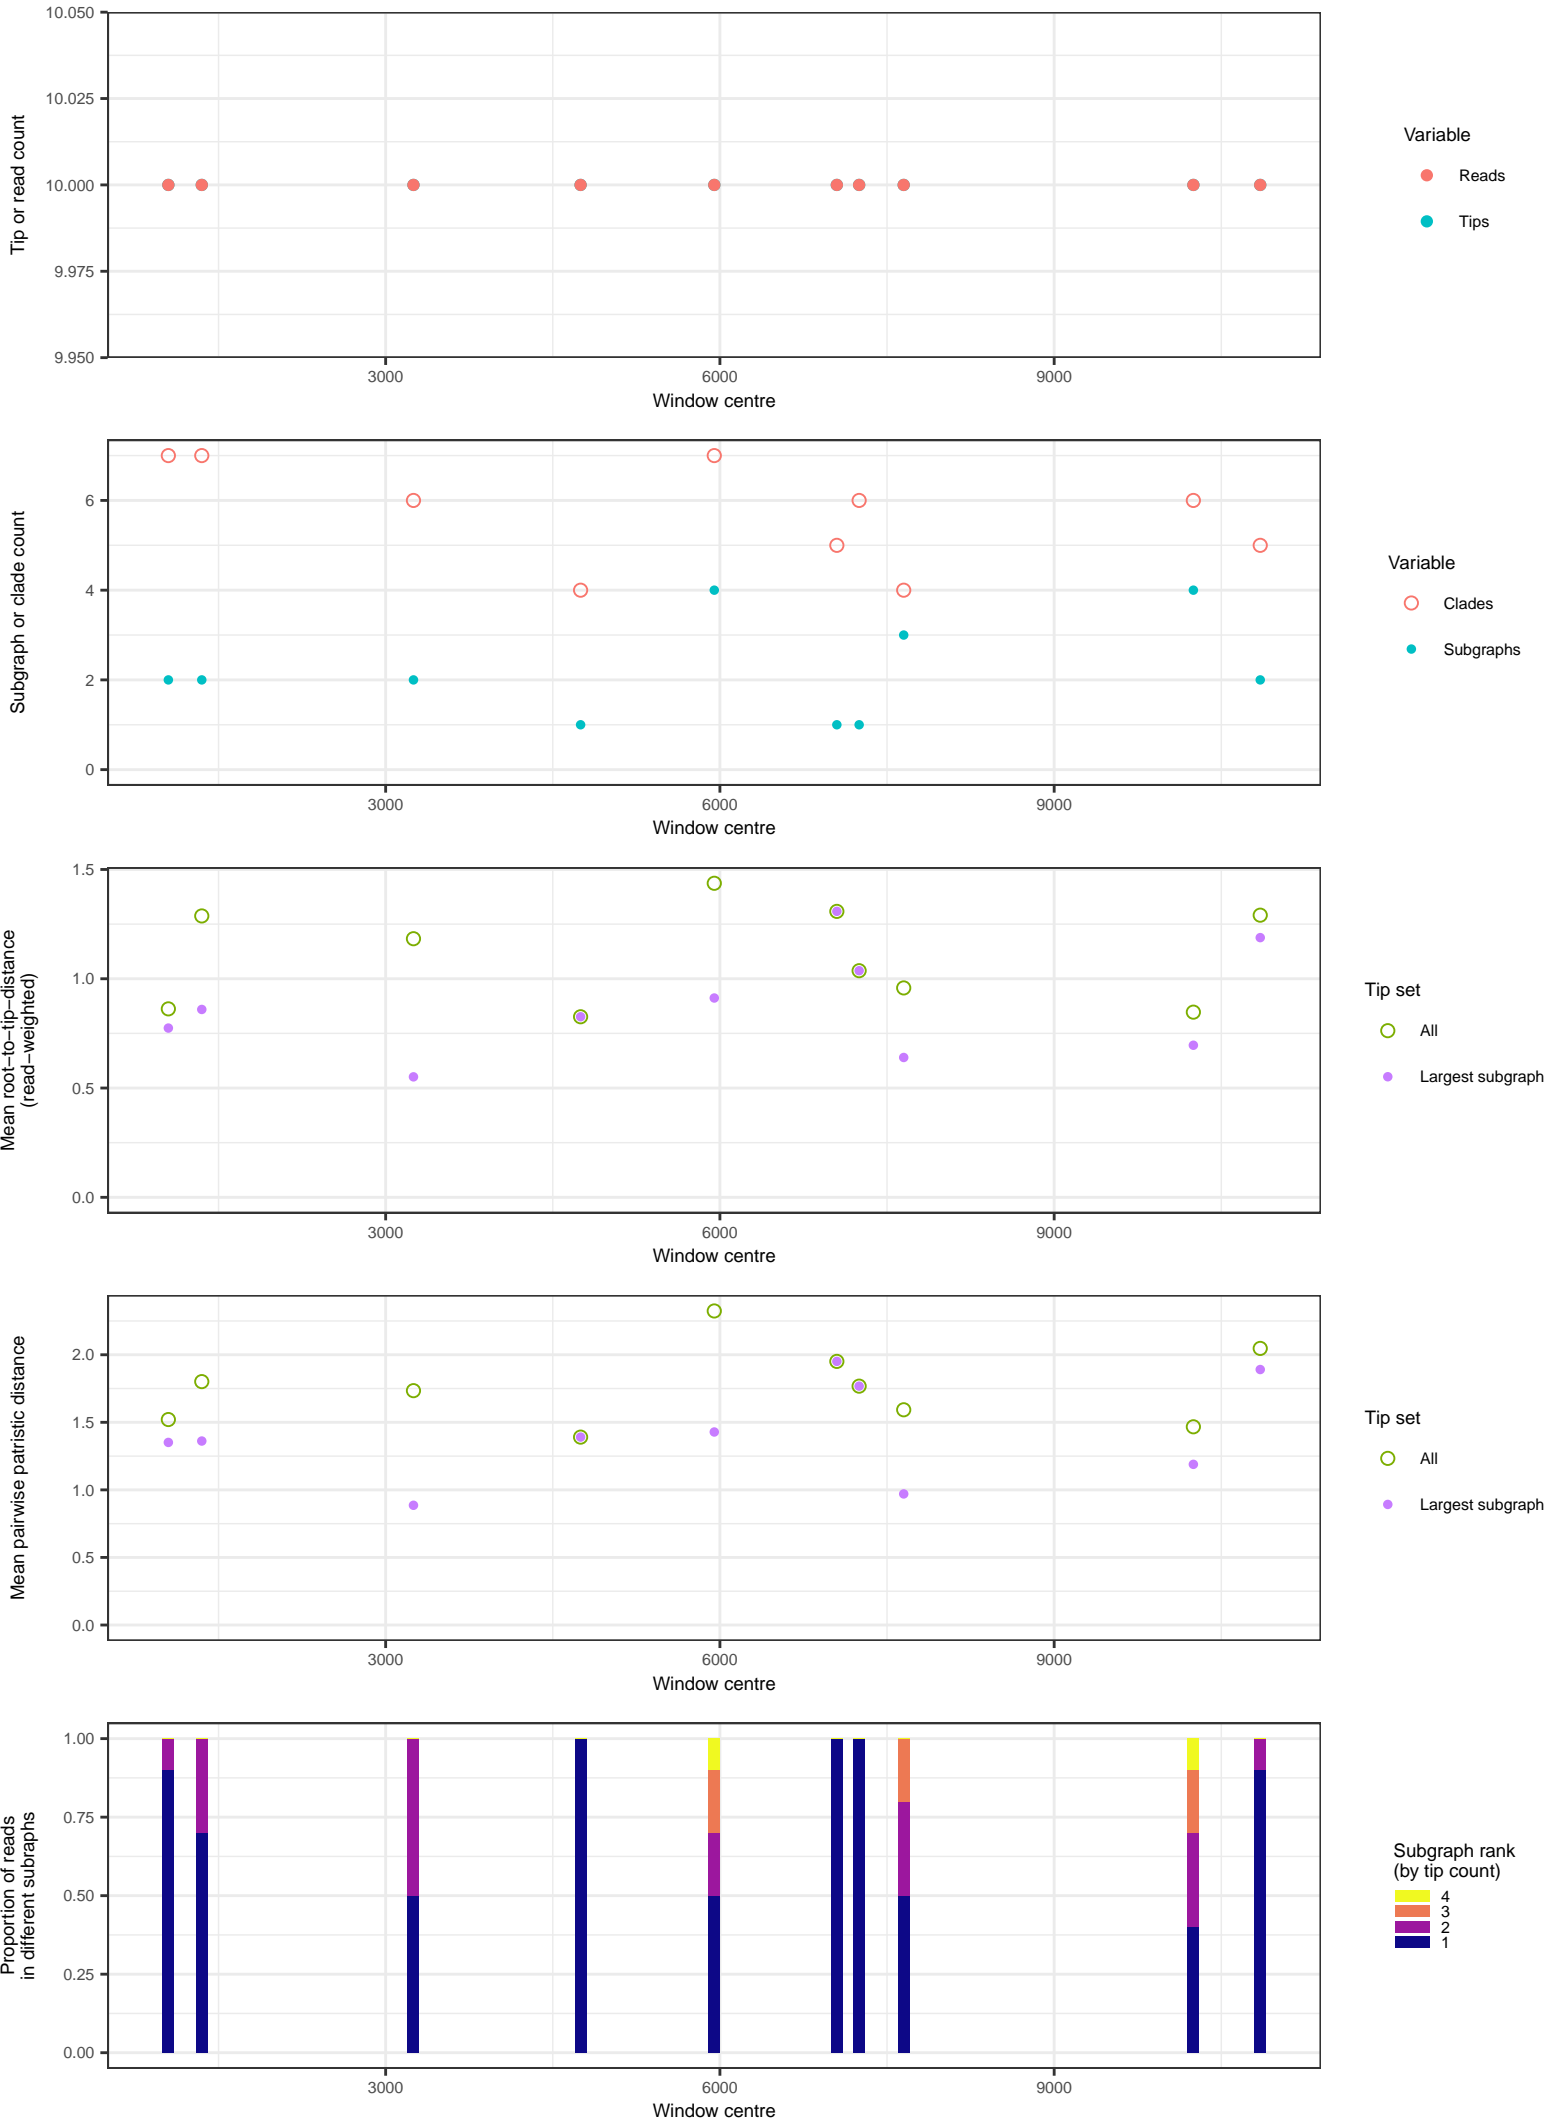 10.050
10.025
10.000
9.975
9.950
Tip or read count
3000 6000 9000
Window centre
Variable
Reads
Tips
6
4
2
0
Subgraph or clade count
3000 6000 9000
Window centre
Variable
Clades
Subgraphs
1.5
1.0
0.5
0.0
Mean root−to−tip−distance
(read−weighted)
3000 6000 9000
Window centre
Tip set
All
Largest subgraph
2.0
1.5
1.0
0.5
0.0
Mean pairwise patristic distance
3000 6000 9000
Window centre
Tip set
All
Largest subgraph
1.00
0.75
0.50
0.25
0.00
Proportion of reads
in different subraphs
3000 6000 9000
Window centre
Subgraph rank
(by tip count)
4
3
2
1